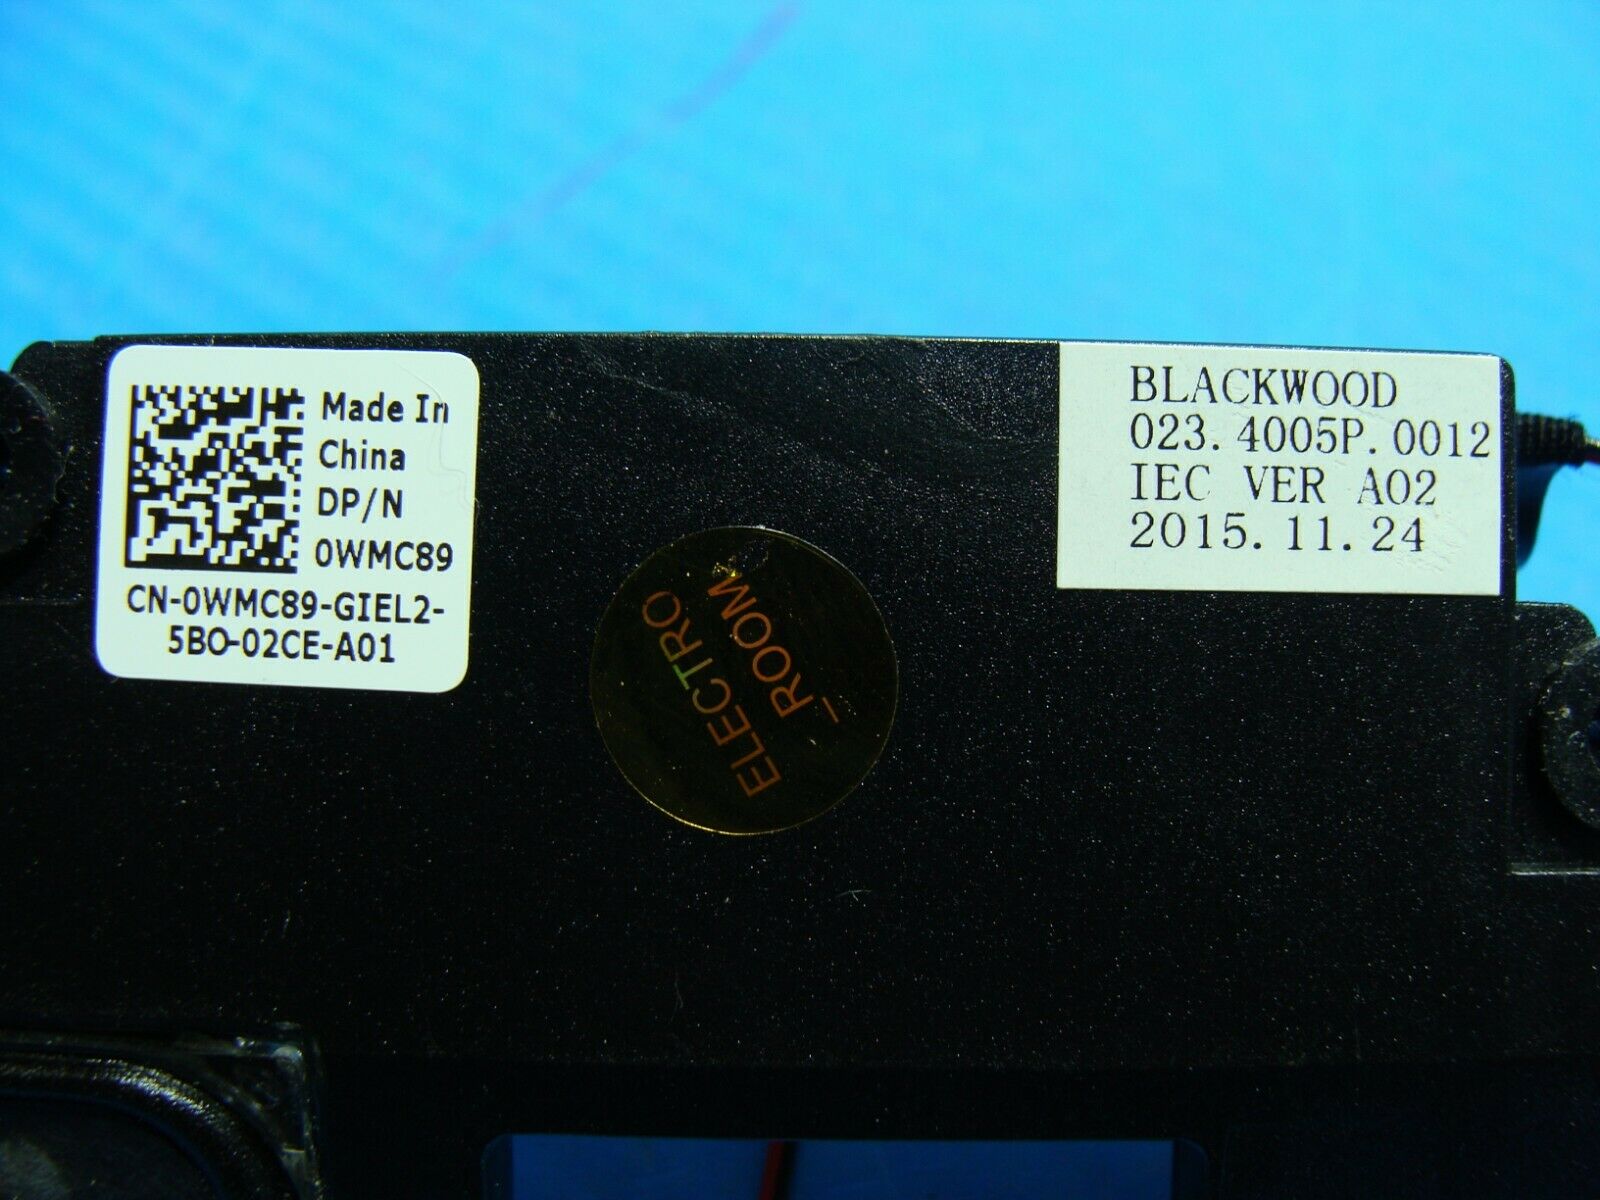 Made In
China
DP/N
0WMC89
CN-0WMC89-GIEL2-
5BO-02CE-A01
ELECTRO
_ROOM
BLACKWOOD
023.4005P.0012
IEC VER A02
2015.11.24